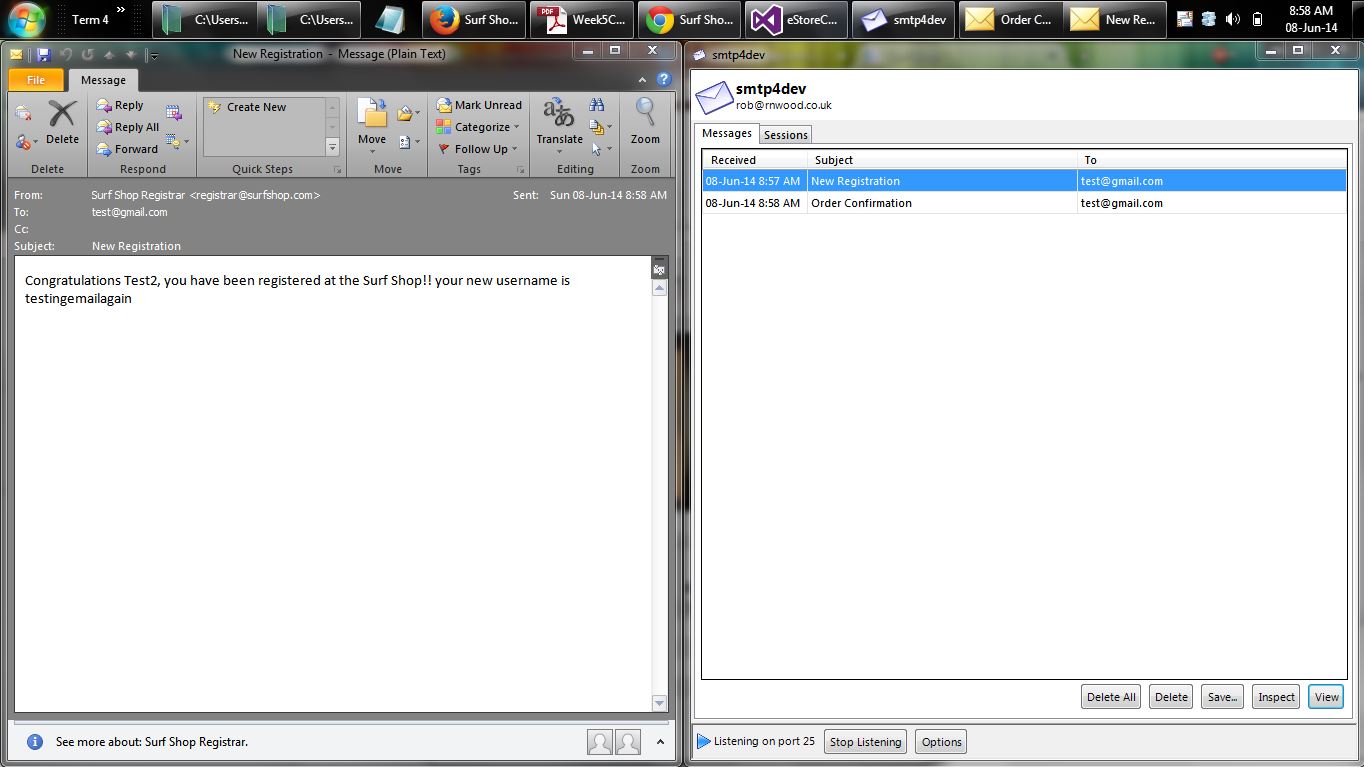 Term 4 »
C:\Users...
C:\Users...
Surf Sho...
PDF
Week5C...
Surf Sho...
eStoreC...
smtp4dev
Order C...
New Re...
8:58 AM
08-Jun-14
New Registration - Message (Plain Text)
File
Message
Delete
Reply
Reply All
Forward
Create New
Move
Mark Unread
Categorize
Follow Up
Translate
Zoom
Delete
Respond
Quick Steps
Move
Tags
Editing
Zoom
From: Surf Shop Registrar <registrar@surfshop.com> Sent: Sun 08-Jun-14 8:58 AM
To: test@gmail.com
Cc:
Subject: New Registration
Congratulations Test2, you have been registered at the Surf Shop!! your new username is
testingemailagain
See more about: Surf Shop Registrar.
smtp4dev
smtp4dev
rob@rnwood.co.uk
Messages Sessions
Received Subject To
08-Jun-14 8:57 AM New Registration test@gmail.com
08-Jun-14 8:58 AM Order Confirmation test@gmail.com
Delete All Delete Save... Inspect View
Listening on port 25 Stop Listening Options